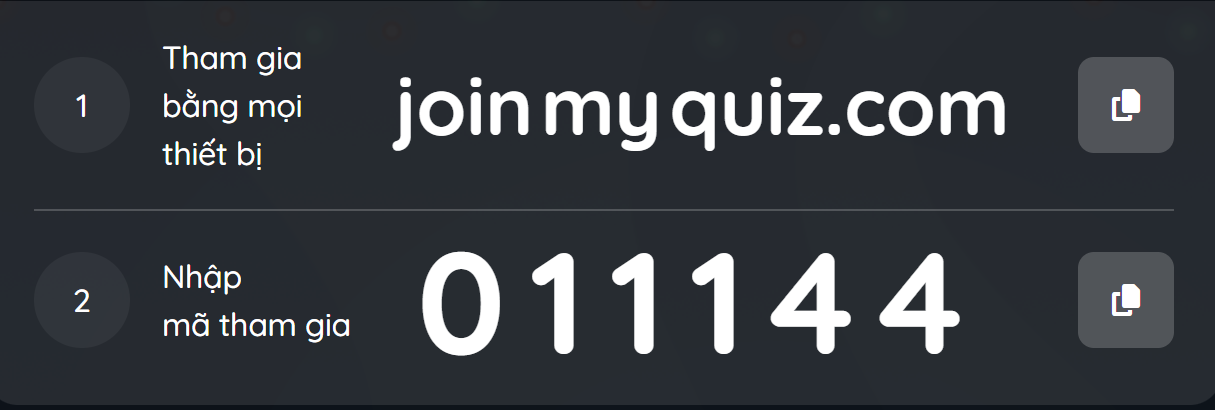 1
Tham gia
bằng mọi
thiết bị
joinmyquiz.com
2
Nhập
mã tham gia
011144